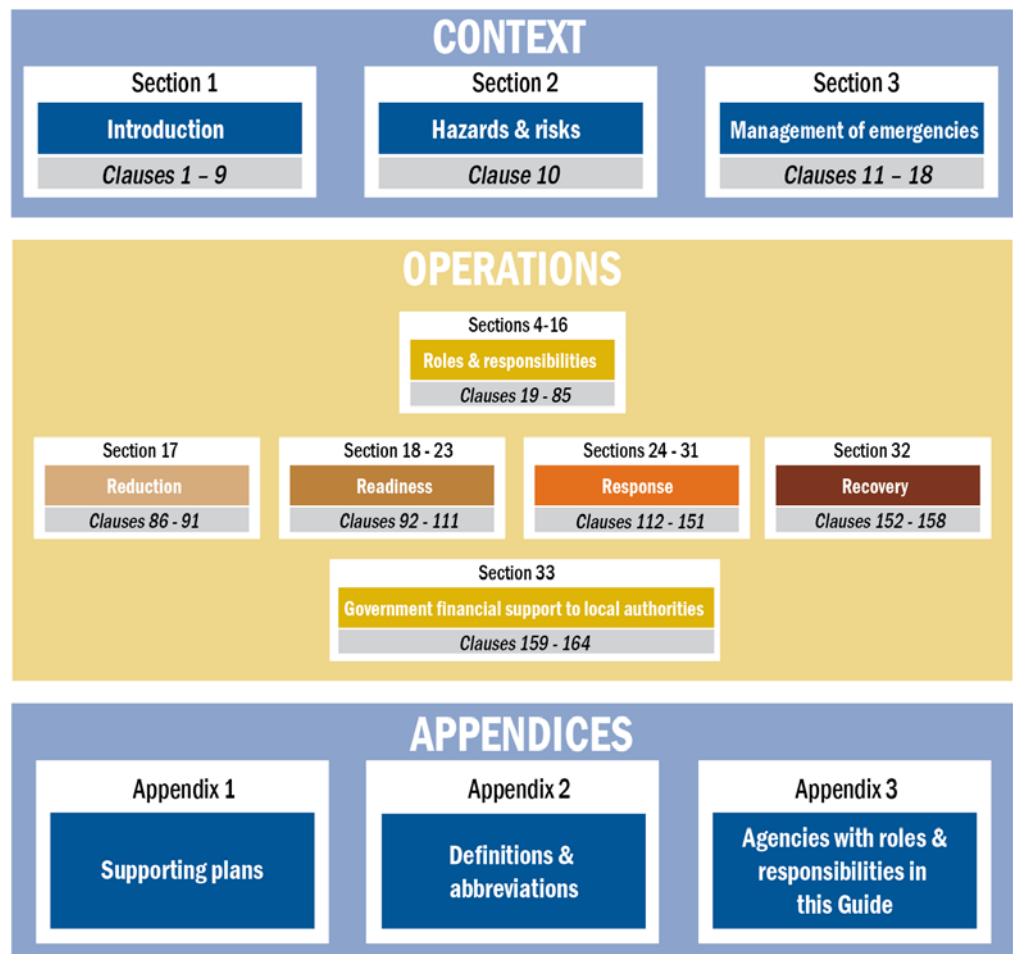 CONTEXT
Section 1
Introduction
Clauses 1 – 9
Section 2
Hazards & risks
Clause 10
Section 3
Management of emergencies
Clauses 11 – 18
OPERATIONS
Sections 4-16
Roles & responsibilities
Clauses 19 - 85
Section 17
Reduction
Clauses 86 - 91
Section 18 - 23
Readiness
Clauses 92 - 111
Sections 24 - 31
Response
Clauses 112 - 151
Section 32
Recovery
Clauses 152 - 158
Section 33
Government financial support to local authorities
Clauses 159 - 164
APPENDICES
Appendix 1
Supporting plans
Appendix 2
Definitions &
abbreviations
Appendix 3
Agencies with roles &
responsibilities in
this Guide